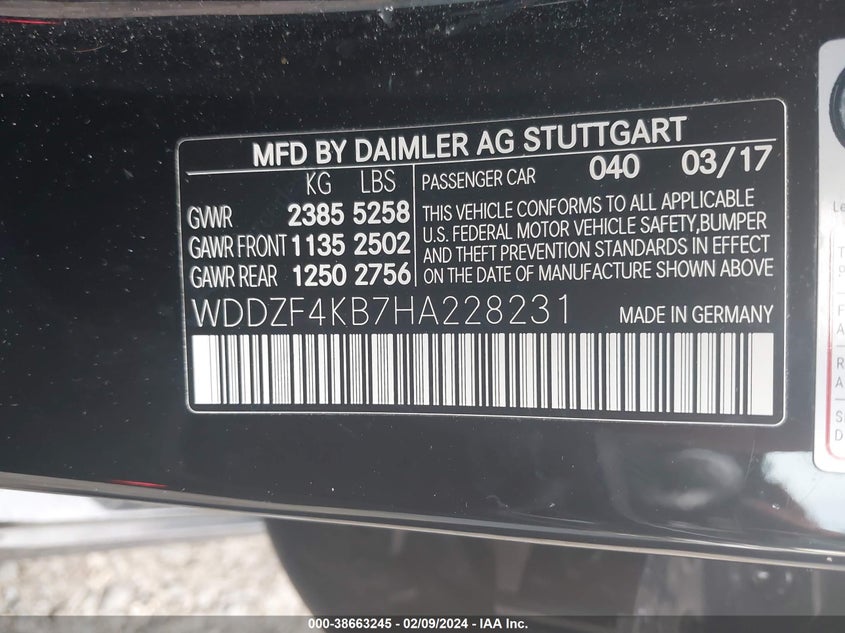 MFD BY DAIMLER AG STUTTGART
KG LBS
GVWR 2385 5258
GAWR FRONT 1135 2502
GAWR REAR 1250 2756
PASSENGER CAR 040 03/17
THIS VEHICLE CONFORMS TO ALL APPLICABLE
U.S. FEDERAL MOTOR VEHICLE SAFETY,BUMPER
AND THEFT PREVENTION STANDARDS IN EFFECT
ON THE DATE OF MANUFACTURE SHOWN ABOVE
WDDZF4KB7HA228231 MADE IN GERMANY
000-38663245 - 02/09/2024 - IAA Inc.